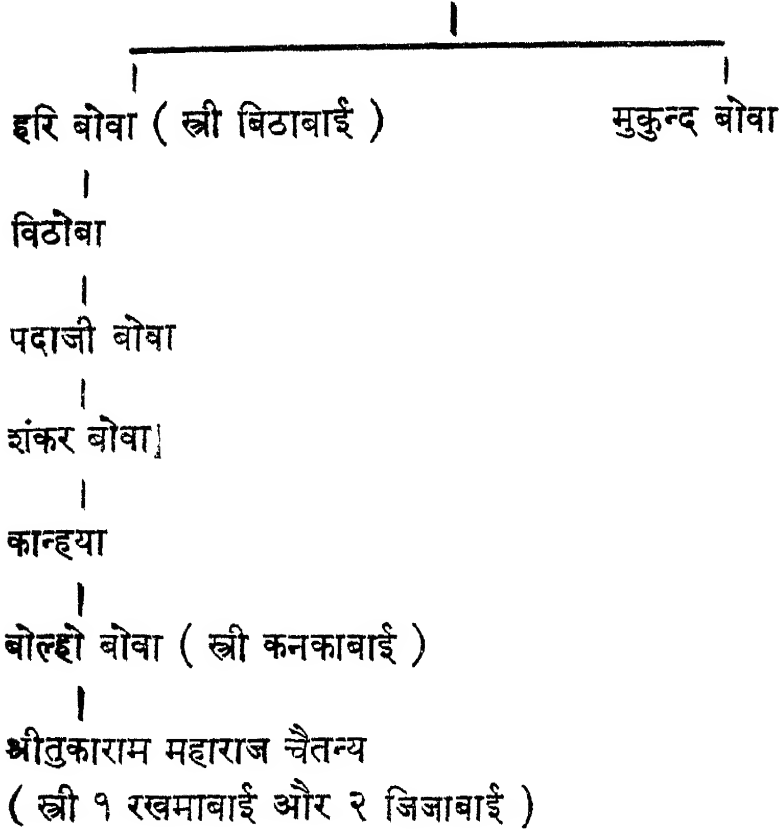 हरि बोवा ( स्त्री बिठाबाई ) मुकुन्द बोवा
विठोबा
पदाजी बोवा
शंकर बोवा
कान्हया
बोल्हो बोवा ( स्त्री कनकाबाई )
श्रीतुकाराम महाराज चैतन्य
( स्त्री १ रखमाबाई और २ जिजाबाई )